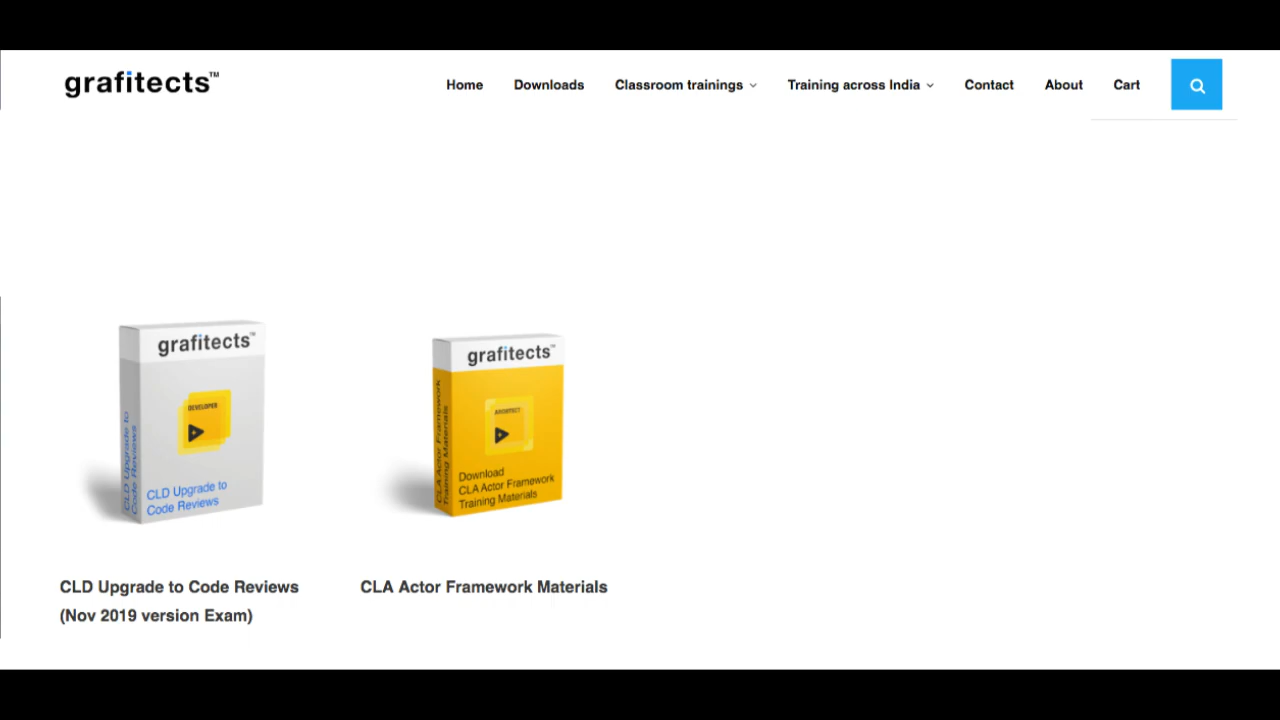 grafitects™
Home Downloads Classroom trainings Training across India Contact About Cart
grafitects™
DEVELOPER
CLD Upgrade to
Code Reviews
CLD Upgrade to
Code Reviews
grafitects™
ARCHITECT
CLA Actor Framework
Training Materials
Download
CLA Actor Framework
Training Materials
CLD Upgrade to Code Reviews
(Nov 2019 version Exam)
CLA Actor Framework Materials